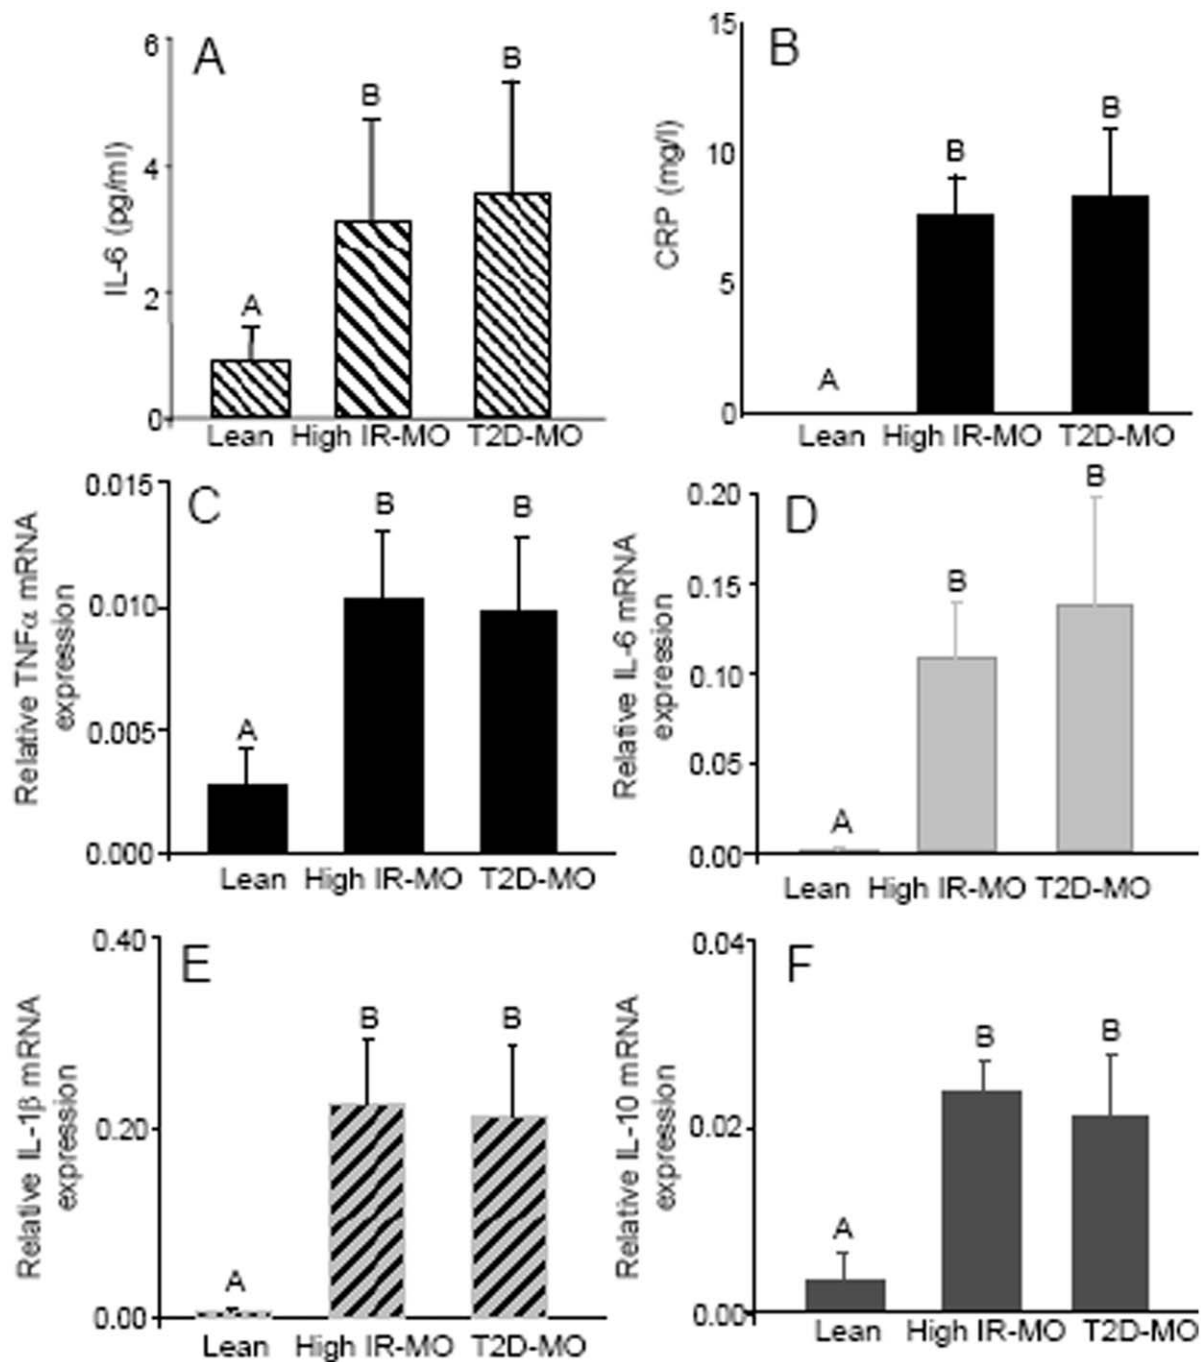 A
IL-6 (pg/ml)
6
4
2
0
A
B
B
Lean High IR-MO T2D-MO
B
CRP (mg/l)
15
10
5
0
A
B
B
Lean High IR-MO T2D-MO
C
Relative TNFα mRNA
expression
0.015
0.010
0.005
0.000
A
B
B
Lean High IR-MO T2D-MO
D
Relative IL-6 mRNA
expression
0.20
0.15
0.10
0.05
0.00
A
B
B
Lean High IR-MO T2D-MO
E
Relative IL-1β mRNA
expression
0.40
0.20
0.00
A
B
B
Lean High IR-MO T2D-MO
F
Relative IL-10 mRNA
expression
0.04
0.02
0.00
A
B
B
Lean High IR-MO T2D-MO